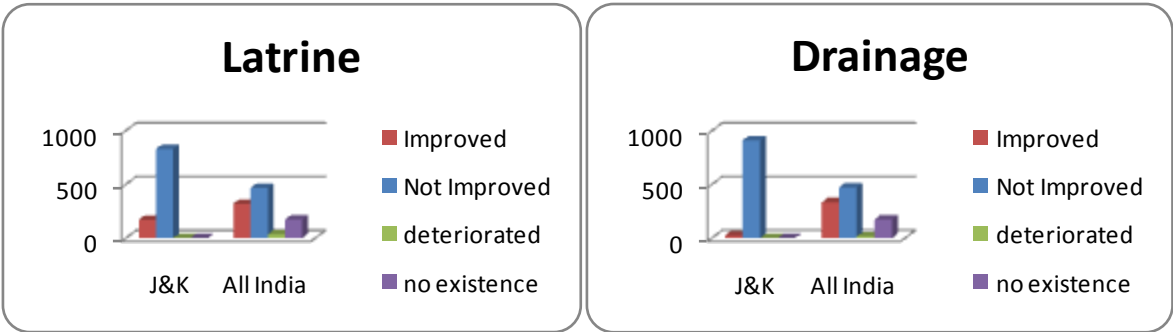 Latrine
1000
500
0
J&K
All India
Improved
Not Improved
deteriorated
no existence
Drainage
1000
500
0
J&K
All India
Improved
Not Improved
deteriorated
no existence